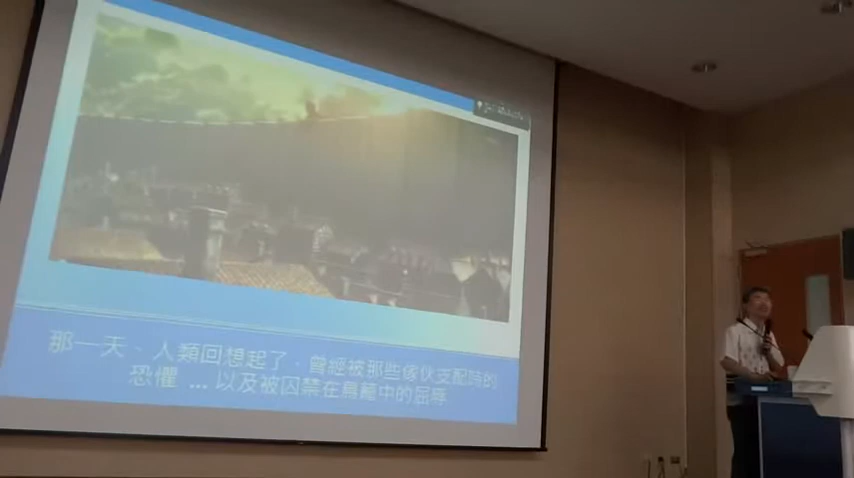 那一天、人類回想起了，曾經被那些傢伙支配時的
恐懼 ... 以及被囚禁在鳥籠中的屈辱